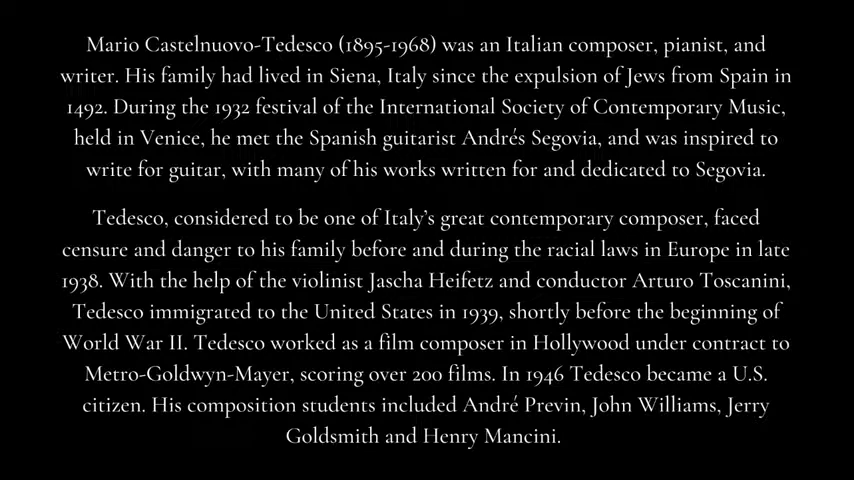 Mario Castelnuovo-Tedesco (1895-1968) was an Italian composer, pianist, and
writer. His family had lived in Siena, Italy since the expulsion of Jews from Spain in
1492. During the 1932 festival of the International Society of Contemporary Music,
held in Venice, he met the Spanish guitarist Andrés Segovia, and was inspired to
write for guitar, with many of his works written for and dedicated to Segovia.
Tedesco, considered to be one of Italy's great contemporary composer, faced
censure and danger to his family before and during the racial laws in Europe in late
1938. With the help of the violinist Jascha Heifetz and conductor Arturo Toscanini,
Tedesco immigrated to the United States in 1939, shortly before the beginning of
World War II. Tedesco worked as a film composer in Hollywood under contract to
Metro-Goldwyn-Mayer, scoring over 200 films. In 1946 Tedesco became a U.S.
citizen. His composition students included André Previn, John Williams, Jerry
Goldsmith and Henry Mancini.